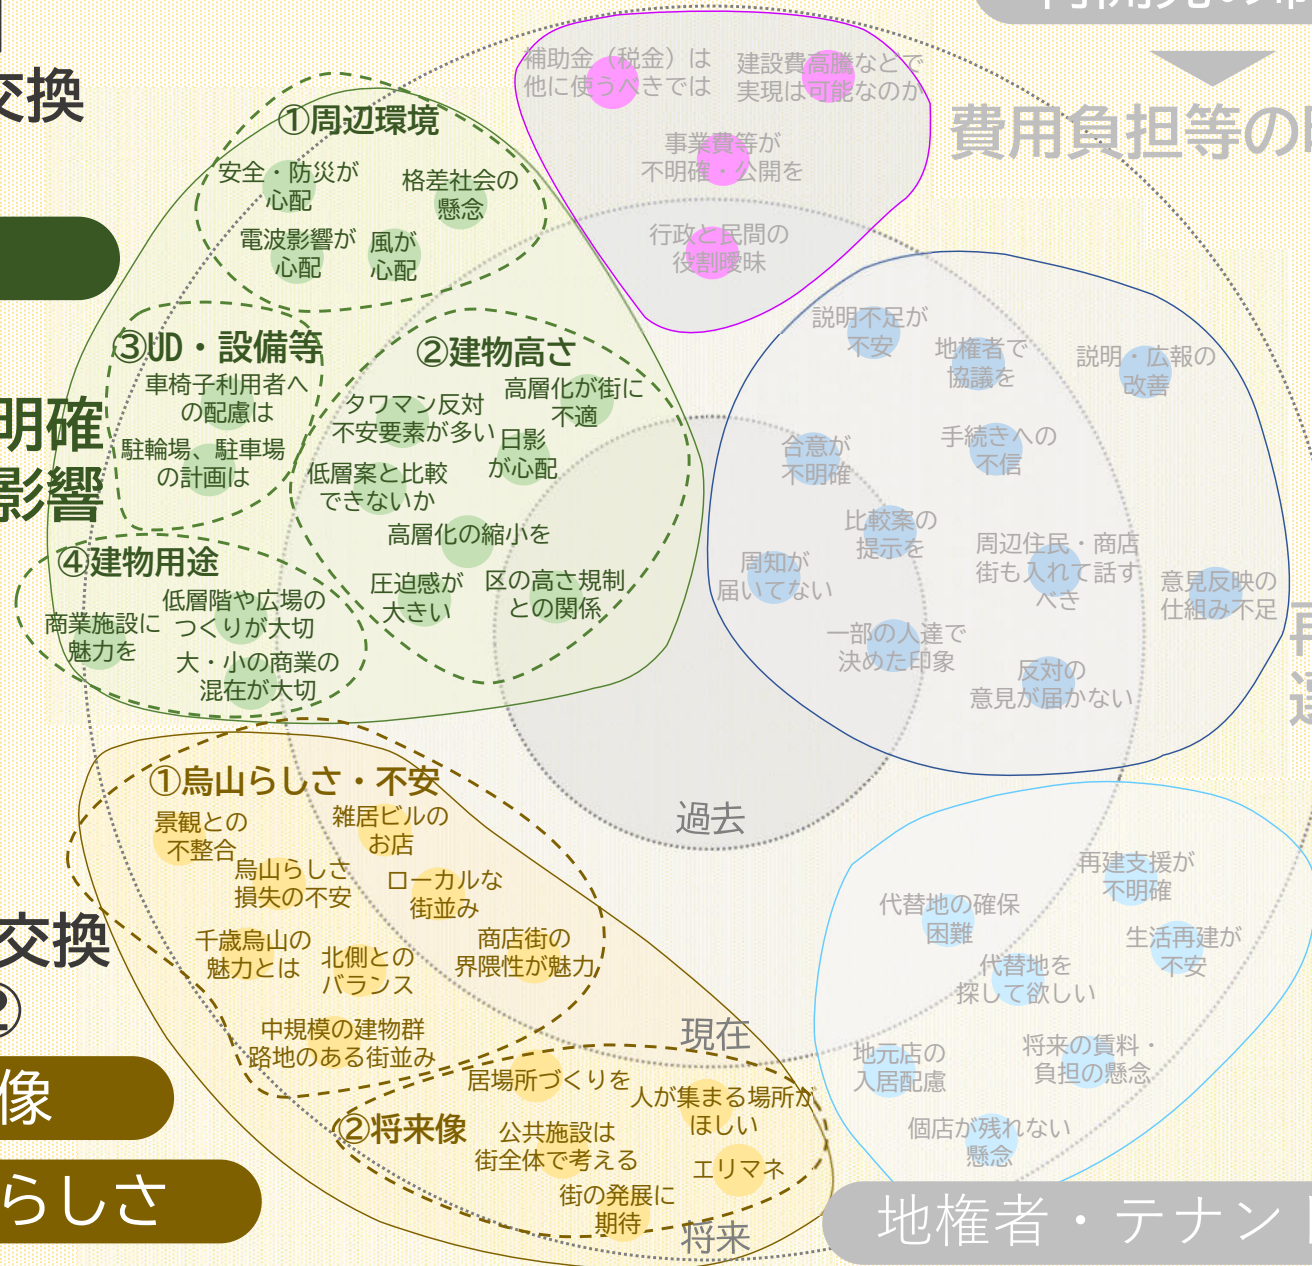 交換
明確
影響
交換
②
像
らしさ
①周辺環境
安全・防災が
心配
格差社会の
懸念
電波影響が
心配
風が
心配
③UD・設備等
車椅子利用者へ
の配慮は
駐輪場、駐車場
の計画は
②建物高さ
高層化が街に
不適
タワマン反対
不安要素が多い
日影
が心配
低層案と比較
できないか
高層化の縮小を
圧迫感が
大きい
区の高さ規制
との関係
④建物用途
低層階や広場の
つくりが大切
商業施設に
魅力を
大・小の商業の
混在が大切
補助金（税金）は
他に使うべきでは
建設費高騰などで
実現は可能なのか
事業費等が
不明確・公開を
行政と民間の
役割曖昧
費用負担等の
説明不足が
不安
地権者で
協議を
説明・広報の
改善
合意が
不明確
手続きへの
不信
比較案の
提示を
周知が
届いてない
周辺住民・商店
街も入れて話す
べき
意見反映の
仕組み不足
一部の人達で
決めた印象
反対の
意見が届かない
過去
現在
将来
①烏山らしさ・不安
景観との
不整合
雑居ビルの
お店
烏山らしさ
損失の不安
ローカルな
街並み
千歳烏山の
魅力とは
北側との
バランス
商店街の
界隈性が魅力
中規模の建物群
路地のある街並み
②将来像
居場所づくりを
人が集まる場所が
ほしい
公共施設は
街全体で考える
エリマネ
街の発展に
期待
再建支援が
不明確
代替地の確保
困難
生活再建が
不安
代替地を
探して欲しい
地元店の
入居配慮
将来の賃料・
負担の懸念
個店が残れない
懸念
地権者・テナント